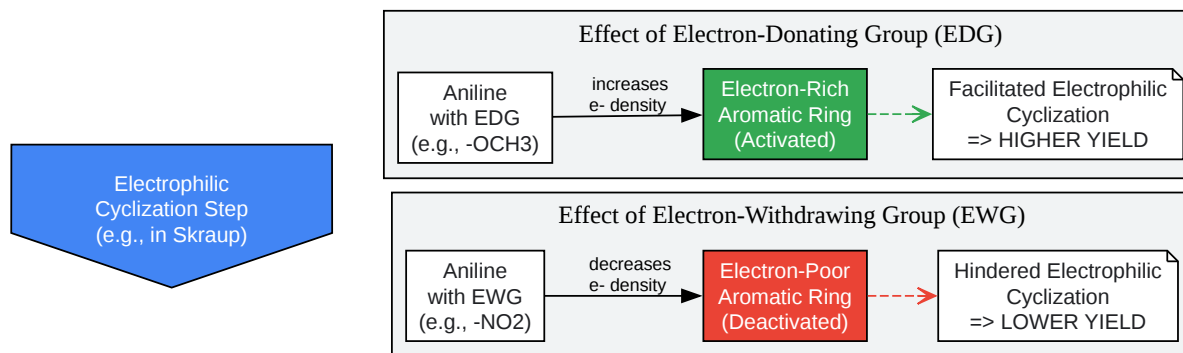 Electrophilic
Cyclization Step
(e.g., in Skraup)
Effect of Electron-Donating Group (EDG)
Aniline
with EDG
(e.g., -OCH3)
increases
e- density
Electron-Rich
Aromatic Ring
(Activated)
Facilitated Electrophilic
Cyclization
=> HIGHER YIELD
Effect of Electron-Withdrawing Group (EWG)
Aniline
with EWG
(e.g., -NO2)
decreases
e- density
Electron-Poor
Aromatic Ring
(Deactivated)
Hindered Electrophilic
Cyclization
=> LOWER YIELD